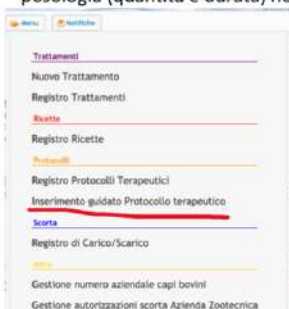 posologia (quantità e durata)
Menu Notifiche
Trattamenti
Nuovo Trattamento
Registro Trattamenti
Ricette
Registro Ricette
Protocolli
Registro Protocolli Terapeutici
Inserimento guidato Protocollo terapeutico
Scorta
Registro di Carico/Scarico
Altro
Gestione numero aziendale capi bovini
Gestione autorizzazioni scorta Azienda Zootecnica